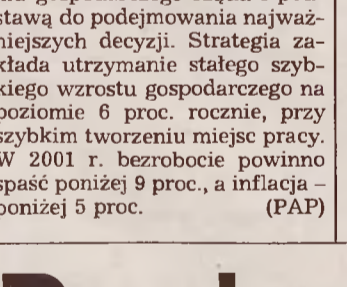 stawą do podejmowania najważ-
niejszych decyzji. Strategia za-
kłada utrzymanie stałego szyb-
kiego wzrostu gospodarczego na
poziomie 6 proc. rocznie, przy
szybkim tworzeniu miejsc pracy.
W 2001 r. bezrobocie powinno
spaść poniżej 9 proc., a inflacja –
poniżej 5 proc. (PAP)